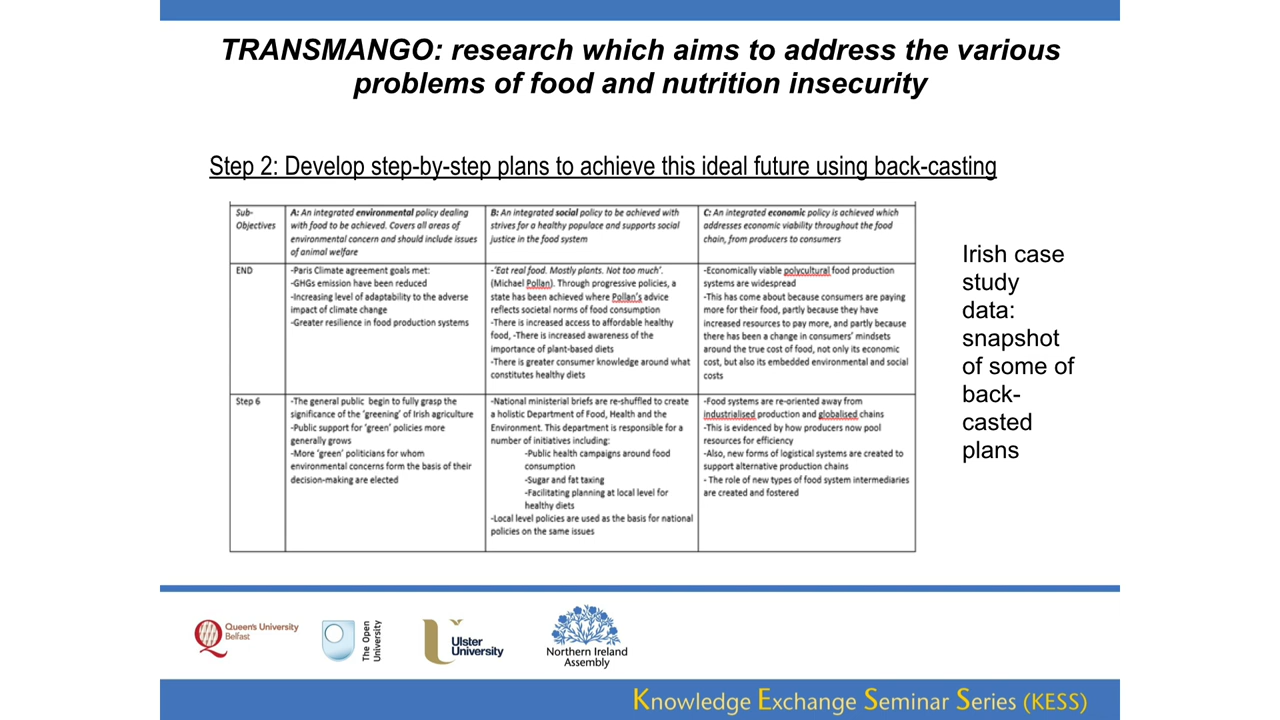 TRANSMANGO: research which aims to address the various
problems of food and nutrition insecurity
Step 2: Develop step-by-step plans to achieve this ideal future using back-casting
Sub-
Objectives
A: An integrated environmental policy dealing
with food to be achieved. Covers all areas of
environmental concern and should include issues
of animal welfare
B: An integrated social policy to be achieved with
strives for a healthy populace and supports social
justice in the food system
C: An integrated economic policy is achieved which
addresses economic viability throughout the food
chain, from producers to consumers
END
-Paris Climate agreement goals met:
-GHGs emission have been reduced
-Increasing level of adaptability to the adverse
impact of climate change
-Greater resilience in food production systems
-'Eat real food. Mostly plants. Not too much'.
(Michael Pollan). Through progressive policies, a
state has been achieved where Pollan's advice
reflects societal norms of food consumption
-There is increased access to affordable healthy
food, -There is increased awareness of the
importance of plant-based diets
-There is greater consumer knowledge around what
constitutes healthy diets
-Economically viable polycultural food production
systems are widespread
-This has come about because consumers are paying
more for their food, partly because they have
increased resources to pay more, and partly because
there has been a change in consumers' mindsets
around the true cost of food, not only its economic
cost, but also its embedded environmental and social
costs
Step 6
-The general public begin to fully grasp the
significance of the 'greening' of Irish agriculture
-Public support for 'green' policies more
generally grows
-More 'green' politicians for whom
environmental concerns form the basis of their
decision-making are elected
-National ministerial briefs are re-shuffled to create
a holistic Department of Food, Health and the
Environment. This department is responsible for a
number of initiatives including:
-Public health campaigns around food
consumption
-Sugar and fat taxing
-Facilitating planning at local level for
healthy diets
-Local level policies are used as the basis for national
policies on the same issues
-Food systems are re-oriented away from
industrialised production and globalised chains
-This is evidenced by how producers now pool
resources for efficiency
-Also, new forms of logistical systems are created to
support alternative production chains
- The role of new types of food system intermediaries
are created and fostered
Irish case
study
data:
snapshot
of some of
back-
casted
plans
Queen's University
Belfast
The Open
University
Ulster
University
Northern Ireland
Assembly
Knowledge Exchange Seminar Series (KESS)